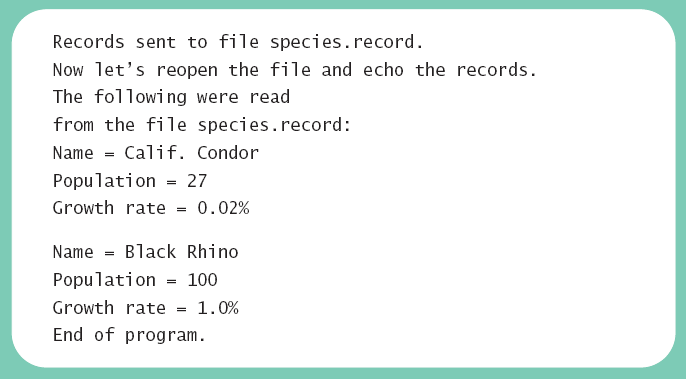 Records sent to file species.record.
Now let’s reopen the file and echo the records.
The following were read
from the file species.record:
Name = Calif. Condor
Population = 27
Growth rate = 0.02%
Name = Black Rhino
Population = 100
Growth rate = 1.0%
End of program.